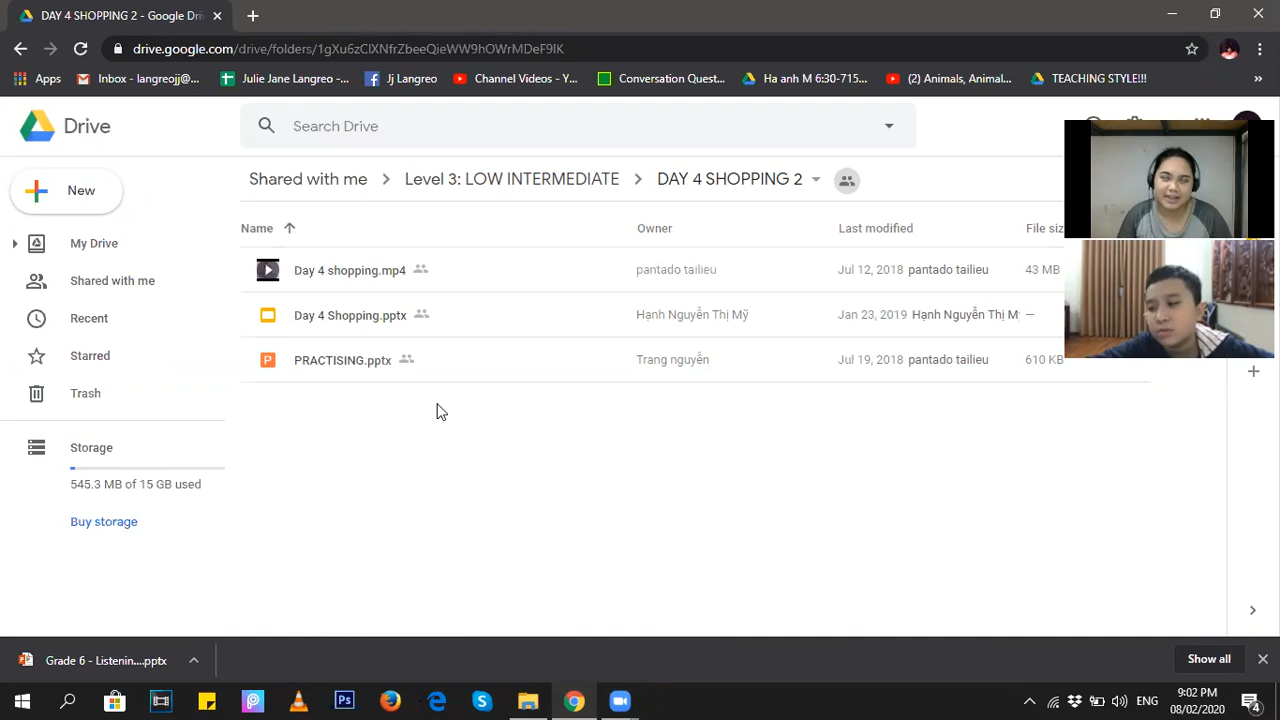 DAY 4 SHOPPING 2 - Google Dri
drive.google.com/drive/folders/1gXu6zClXNfrZbeeQieWW9hOWrMDeF9lK
Apps
Inbox - langreojj@...
Julie Jane Langreo -...
Jj Langreo
Channel Videos - Y...
Conversation Quest...
Ha anh M 6:30-715...
(2) Animals, Animal...
TEACHING STYLE!!!
»
Drive
Search Drive
New
Shared with me > Level 3: LOW INTERMEDIATE > DAY 4 SHOPPING 2
My Drive
Shared with me
Recent
Starred
Trash
Storage
545.3 MB of 15 GB used
Buy storage
Name Owner Last modified File siz
Day 4 shopping.mp4 pantado tailieu Jul 12, 2018 pantado tailieu 43 MB
Day 4 Shopping.pptx Hạnh Nguyễn Thị Mỹ Jan 23, 2019 Hạnh Nguyễn Thị M —
PRACTISING.pptx Trang nguyễn Jul 19, 2018 pantado tailieu 610 KB
Grade 6 - Listenin....pptx
Show all
ENG
9:02 PM
08/02/2020
4